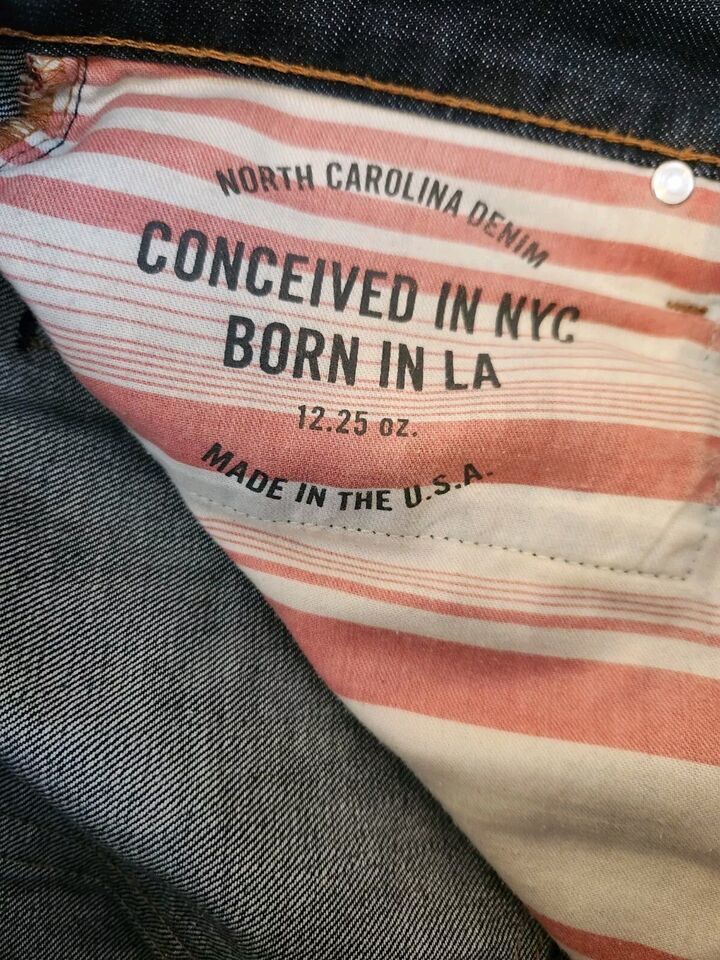 NORTH CAROLINA DENIM
CONCEIVED IN NYC
BORN IN LA
12.25 oz.
MADE IN THE U.S.A.